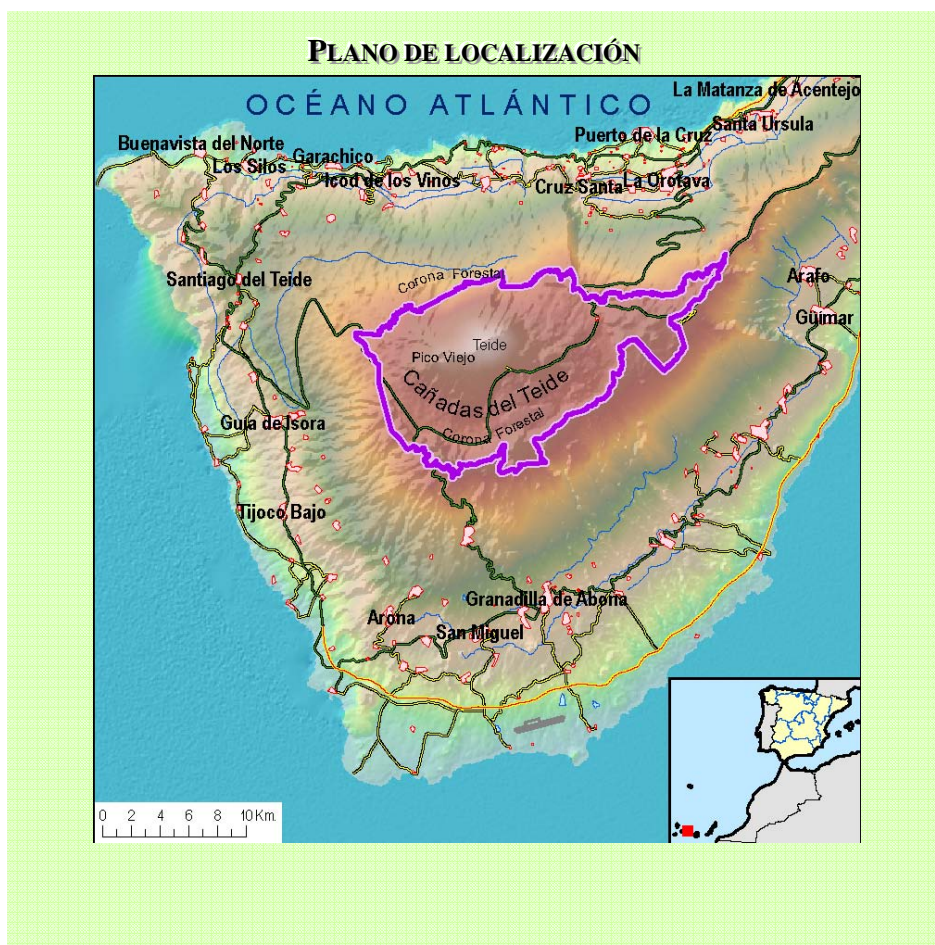 PLANO DE LOCALIZACIÓN
La Matanza de Acentejo
OCÉANO ATLÁNTICO
Santa Ursula
Puerto de la Cruz
Buenavista del Norte
Garachico
Los Silos
Icod de los Vinos
Cruz Santa
La Orotava
Santiago del Teide
Corona Forestal
Arafo
Güimar
Teide
Pico Viejo
Cañadas del Teide
Corona Forestal
Guía de Isora
Tijoco Bajo
Granadilla de Abona
Arona
San Miguel
0 2 4 6 8 10 Km.